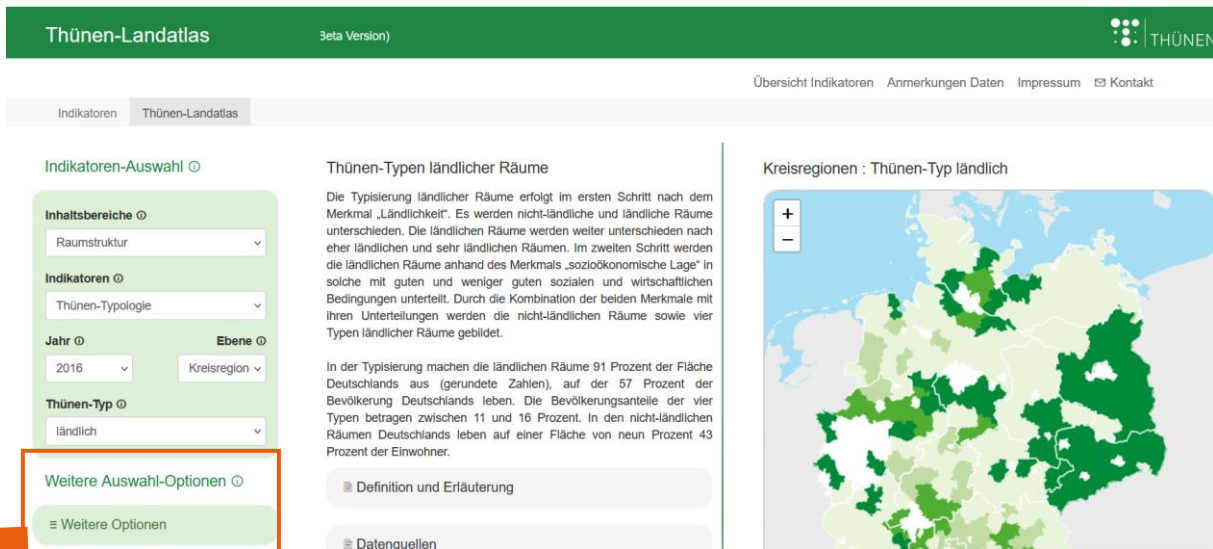 Thünen-Landatlas
Beta Version)
THÜNEN
Übersicht Indikatoren Anmerkungen Daten Impressum Kontakt
Indikatoren Thünen-Landatlas
Indikatoren-Auswahl
Inhaltsbereiche
Raumstruktur
Indikatoren
Thünen-Typologie
Jahr Ebene
2016 Kreisregion
Thünen-Typ
ländlich
Weitere Auswahl-Optionen
≡ Weitere Optionen
Thünen-Typen ländlicher Räume
Die Typisierung ländlicher Räume erfolgt im ersten Schritt nach dem
Merkmal „Ländlichkeit“. Es werden nicht-ländliche und ländliche Räume
unterschieden. Die ländlichen Räume werden weiter unterschieden nach
eher ländlichen und sehr ländlichen Räumen. Im zweiten Schritt werden
die ländlichen Räume anhand des Merkmals „sozioökonomische Lage“ in
solche mit guten und weniger guten sozialen und wirtschaftlichen
Bedingungen unterteilt. Durch die Kombination der beiden Merkmale mit
ihren Unterteilungen werden die nicht-ländlichen Räume sowie vier
Typen ländlicher Räume gebildet.
In der Typisierung machen die ländlichen Räume 91 Prozent der Fläche
Deutschlands aus (gerundete Zahlen), auf der 57 Prozent der
Bevölkerung Deutschlands leben. Die Bevölkerungsanteile der vier
Typen betragen zwischen 11 und 16 Prozent. In den nicht-ländlichen
Räumen Deutschlands leben auf einer Fläche von neun Prozent 43
Prozent der Einwohner.
Definition und Erläuterung
Datenquellen
Kreisregionen : Thünen-Typ ländlich
+
−